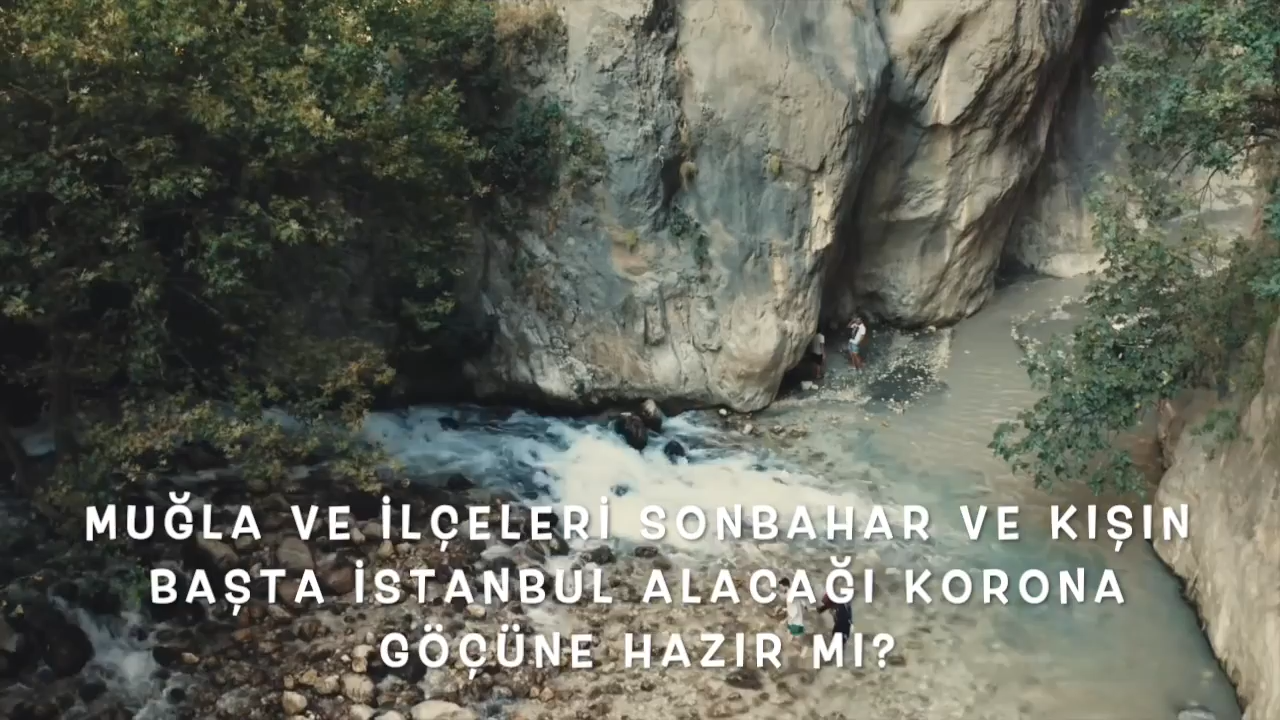 MUĞLA VE İLÇELERİ SONBAHAR VE KIŞIN
BAŞTA İSTANBUL ALACAĞI KORONA
GÖÇÜNE HAZIR MI?